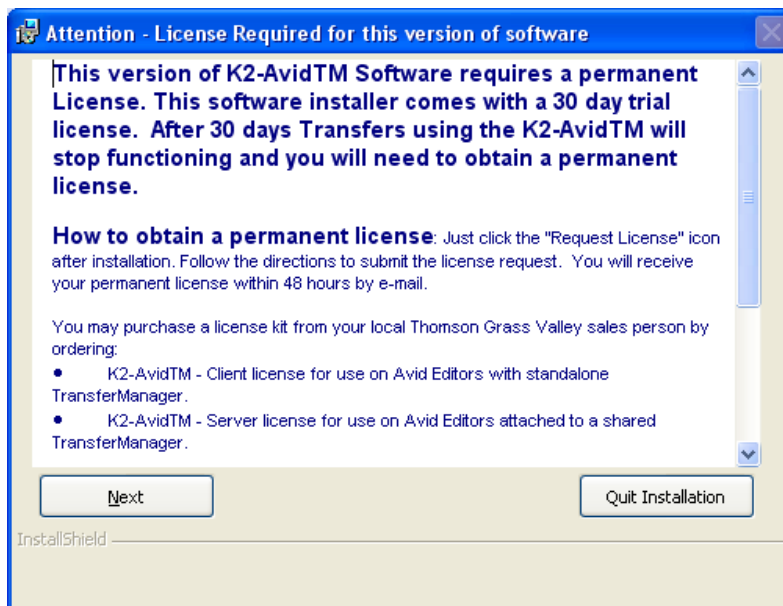 Attention - License Required for this version of software
This version of K2-AvidTM Software requires a permanent
License. This software installer comes with a 30 day trial
license.  After 30 days Transfers using the K2-AvidTM will
stop functioning and you will need to obtain a permanent
license.
How to obtain a permanent license: Just click the "Request License" icon
after installation. Follow the directions to submit the license request.  You will receive
your permanent license within 48 hours by e-mail.
You may purchase a license kit from your local Thomson Grass Valley sales person by
ordering:
•	K2-AvidTM - Client license for use on Avid Editors with standalone
TransferManager.
•	K2-AvidTM - Server license for use on Avid Editors attached to a shared
TransferManager.
Next
Quit Installation
InstallShield